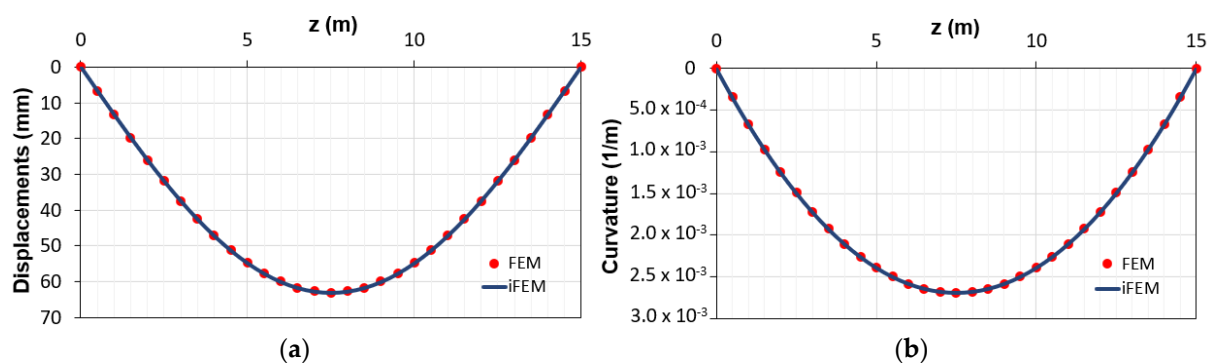 z (m)
0 5 10 15
Displacements (mm)
0
10
20
30
40
50
60
70
FEM
iFEM
(a)
z (m)
0 5 10 15
Curvature (1/m)
0
5.0 x 10⁻⁴
1.0 x 10⁻³
1.5 x 10⁻³
2.0 x 10⁻³
2.5 x 10⁻³
3.0 x 10⁻³
FEM
iFEM
(b)